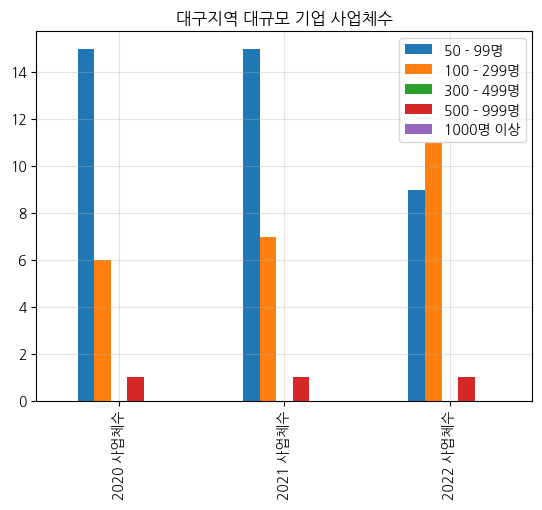 대구지역 대규모 기업 사업체수
50 - 99명
100 - 299명
300 - 499명
500 - 999명
1000명 이상
14
12
10
8
6
4
2
0
2020 사업체수
2021 사업체수
2022 사업체수